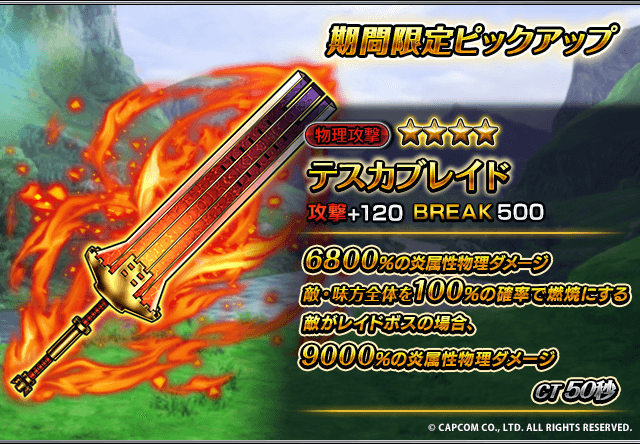 期間限定ピックアップ
物理攻撃 ★★★★
テスカブレイド
攻撃+120 BREAK 500
6800%の炎属性物理ダメージ
敵・味方全体を100%の確率で燃焼にする
敵がレイドボスの場合、
9000%の炎属性物理ダメージ
CT 50秒
© CAPCOM CO., LTD. ALL RIGHTS RESERVED.